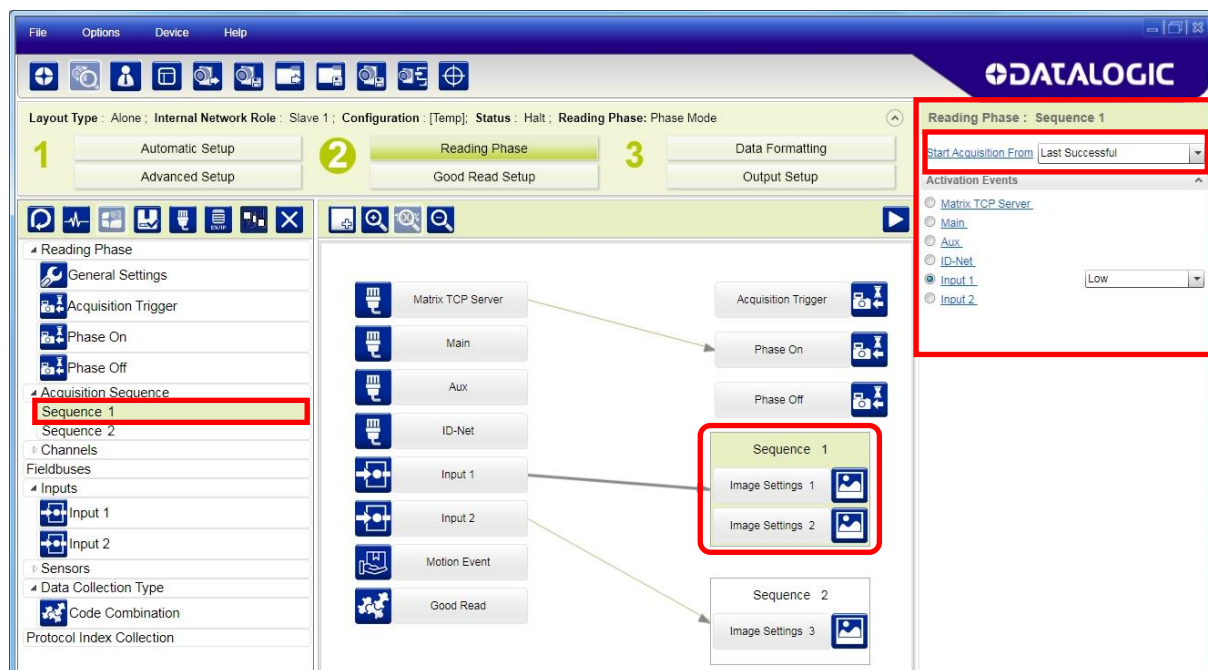 File Options Device Help
DATALOGIC
Layout Type : Alone ; Internal Network Role : Slave 1 ; Configuration : [Temp]; Status : Halt ; Reading Phase: Phase Mode
1
Automatic Setup
Advanced Setup
2
Reading Phase
Good Read Setup
3
Data Formatting
Output Setup
Reading Phase
General Settings
Acquisition Trigger
Phase On
Phase Off
Acquisition Sequence
Sequence 1
Sequence 2
Channels
Fieldbuses
Inputs
Input 1
Input 2
Sensors
Data Collection Type
Code Combination
Protocol Index Collection
Matrix TCP Server
Main
Aux
ID-Net
Input 1
Input 2
Motion Event
Good Read
Acquisition Trigger
Phase On
Phase Off
Sequence 1
Image Settings 1
Image Settings 2
Sequence 2
Image Settings 3
Reading Phase : Sequence 1
Start Acquisition From Last Successful
Activation Events
Matrix TCP Server
Main
Aux
ID-Net
Input 1 Low
Input 2